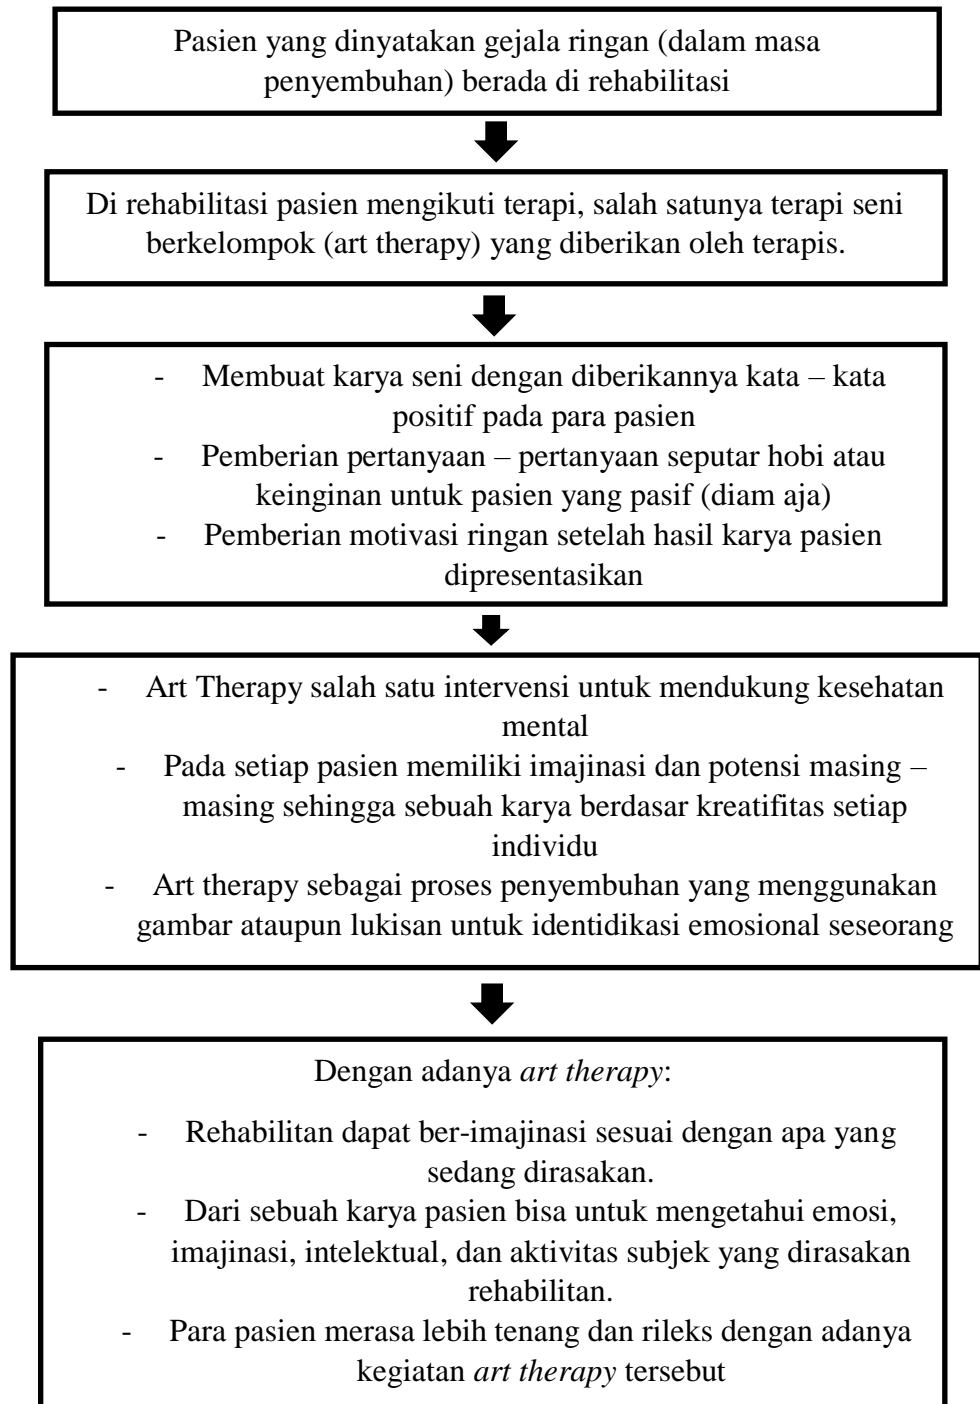 Pasien yang dinyatakan gejala ringan (dalam masa
penyembuhan) berada di rehabilitasi
Di rehabilitasi pasien mengikuti terapi, salah satunya terapi seni
berkelompok (art therapy) yang diberikan oleh terapis.
- Membuat karya seni dengan diberikannya kata – kata
positif pada para pasien
- Pemberian pertanyaan – pertanyaan seputar hobi atau
keinginan untuk pasien yang pasif (diam aja)
- Pemberian motivasi ringan setelah hasil karya pasien
dipresentasikan
- Art Therapy salah satu intervensi untuk mendukung kesehatan
mental
- Pada setiap pasien memiliki imajinasi dan potensi masing –
masing sehingga sebuah karya berdasar kreatifitas setiap
individu
- Art therapy sebagai proses penyembuhan yang menggunakan
gambar ataupun lukisan untuk identidikasi emosional seseorang
Dengan adanya art therapy:
- Rehabilitan dapat ber-imajinasi sesuai dengan apa yang
sedang dirasakan.
- Dari sebuah karya pasien bisa untuk mengetahui emosi,
imajinasi, intelektual, dan aktivitas subjek yang dirasakan
rehabilitan.
- Para pasien merasa lebih tenang dan rileks dengan adanya
kegiatan art therapy tersebut